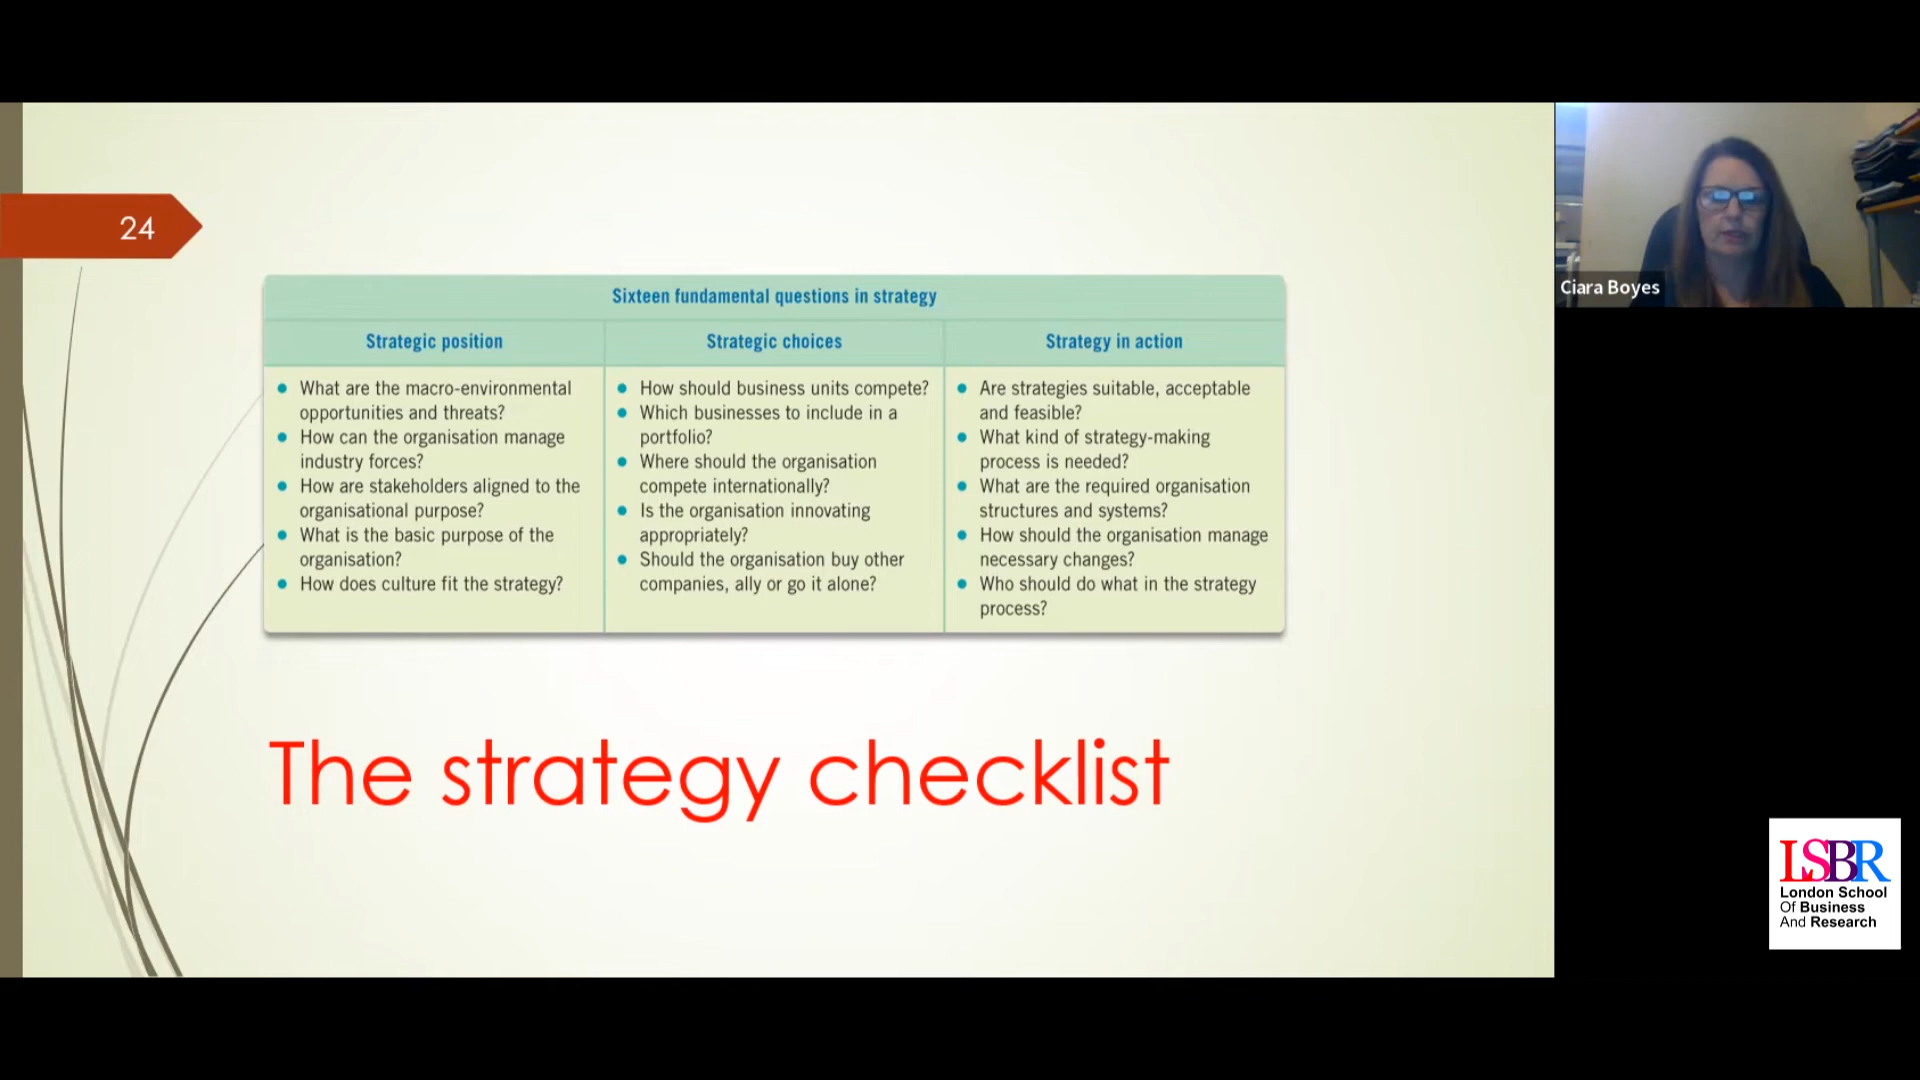 24
Sixteen fundamental questions in strategy
Strategic position
What are the macro-environmental
opportunities and threats?
How can the organisation manage
industry forces?
How are stakeholders aligned to the
organisational purpose?
What is the basic purpose of the
organisation?
How does culture fit the strategy?
Strategic choices
How should business units compete?
Which businesses to include in a
portfolio?
Where should the organisation
compete internationally?
Is the organisation innovating
appropriately?
Should the organisation buy other
companies, ally or go it alone?
Strategy in action
Are strategies suitable, acceptable
and feasible?
What kind of strategy-making
process is needed?
What are the required organisation
structures and systems?
How should the organisation manage
necessary changes?
Who should do what in the strategy
process?
The strategy checklist
Ciara Boyes
LSBR
London School
Of Business
And Research